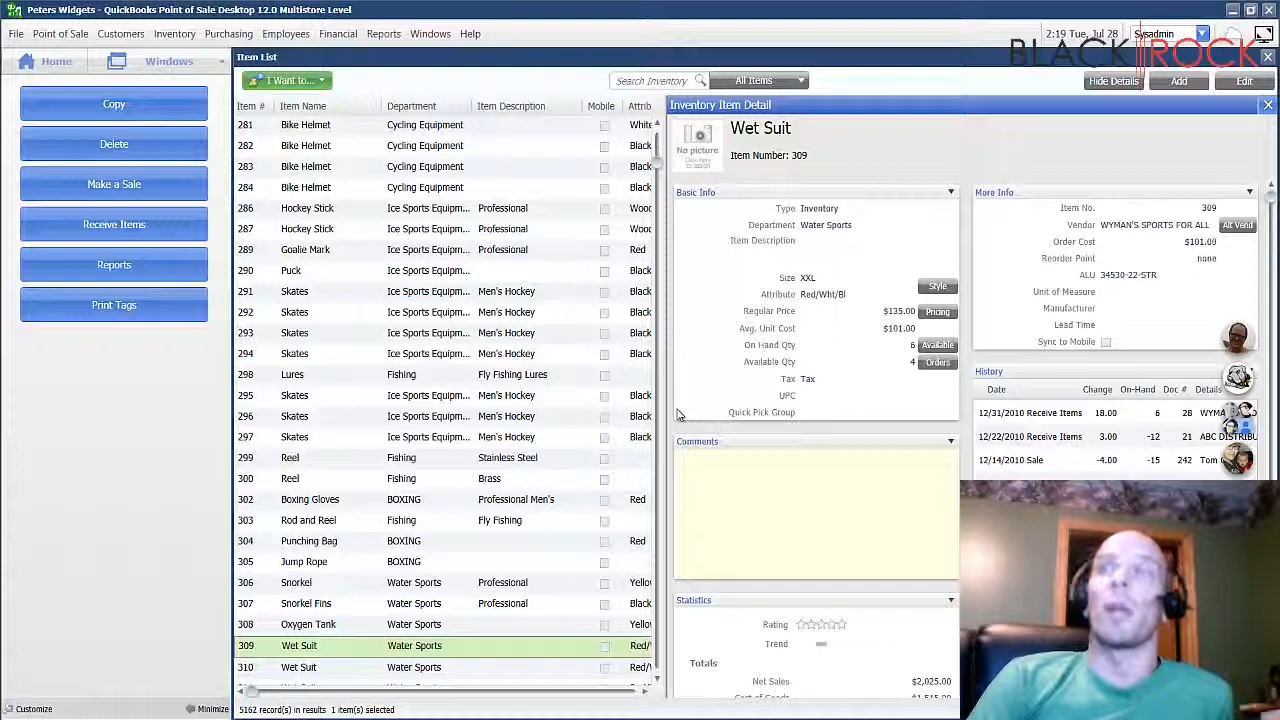 Peters Widgets - QuickBooks Point of Sale Desktop 12.0 Multistore Level
File Point of Sale Customers Inventory Purchasing Employees Financial Reports Windows Help
2:19 Tue, Jul 28 Sysadmin
BLACK ROCK
Home Windows
Item List
I Want to...
Search Inventory
All Items
Hide Details Add Edit
Copy
Delete
Make a Sale
Receive Items
Reports
Print Tags
Item # Item Name Department Item Description Mobile Attrib
281 Bike Helmet Cycling Equipment White
282 Bike Helmet Cycling Equipment Black
283 Bike Helmet Cycling Equipment Black
284 Bike Helmet Cycling Equipment Black
286 Hockey Stick Ice Sports Equipm... Professional Wood
287 Hockey Stick Ice Sports Equipm... Professional Wood
289 Goalie Mark Ice Sports Equipm... Professional Red
290 Puck Ice Sports Equipm... Black
291 Skates Ice Sports Equipm... Men's Hockey Black
292 Skates Ice Sports Equipm... Men's Hockey Black
293 Skates Ice Sports Equipm... Men's Hockey Black
294 Skates Ice Sports Equipm... Men's Hockey Black
Lures Fishing Fly Fishing Lures
295 Skates Ice Sports Equipm... Men's Hockey Black
296 Skates Ice Sports Equipm... Men's Hockey Black
297 Skates Ice Sports Equipm... Men's Hockey Black
299 Reel Fishing Stainless Steel
300 Reel Fishing Brass
302 Boxing Gloves BOXING Professional Men's Red
303 Rod and Reel Fishing Fly Fishing
304 Punching Bag BOXING Red
305 Jump Rope BOXING
306 Snorkel Water Sports Professional Yello
307 Snorkel Fins Water Sports Professional Black
308 Oxygen Tank Water Sports Yello
309 Wet Suit Water Sports Red/
310 Wet Suit Water Sports Red/
5162 record(s) in results 1 item(s) selected
Customize Minimize
Inventory Item Detail
No picture
Click here
to assign
Wet Suit
Item Number: 309
Basic Info
Type Inventory
Department Water Sports
Item Description
Size XXL
Style
Attribute Red/Wht/Bl
Regular Price $135.00 Pricing
Avg. Unit Cost $101.00
On Hand Qty 6 Available
Available Qty 4 Orders
Tax Tax
UPC
Quick Pick Group
Comments
Statistics
Rating
Trend
Totals
Net Sales $2,025.00
Cost of Goods $1,515.00
More Info
Item No. 309
Vendor WYMAN'S SPORTS FOR ALL Alt Vend
Order Cost $101.00
Reorder Point none
ALU 34530-22-STR
Unit of Measure
Manufacturer
Lead Time
Sync to Mobile
History
Date Change On-Hand Doc # Details
12/31/2010 Receive Items 18.00 6 28 WYMA
12/22/2010 Receive Items 3.00 -12 21 ABC DISTRIBU
12/14/2010 Sale -4.00 -15 242 Tom